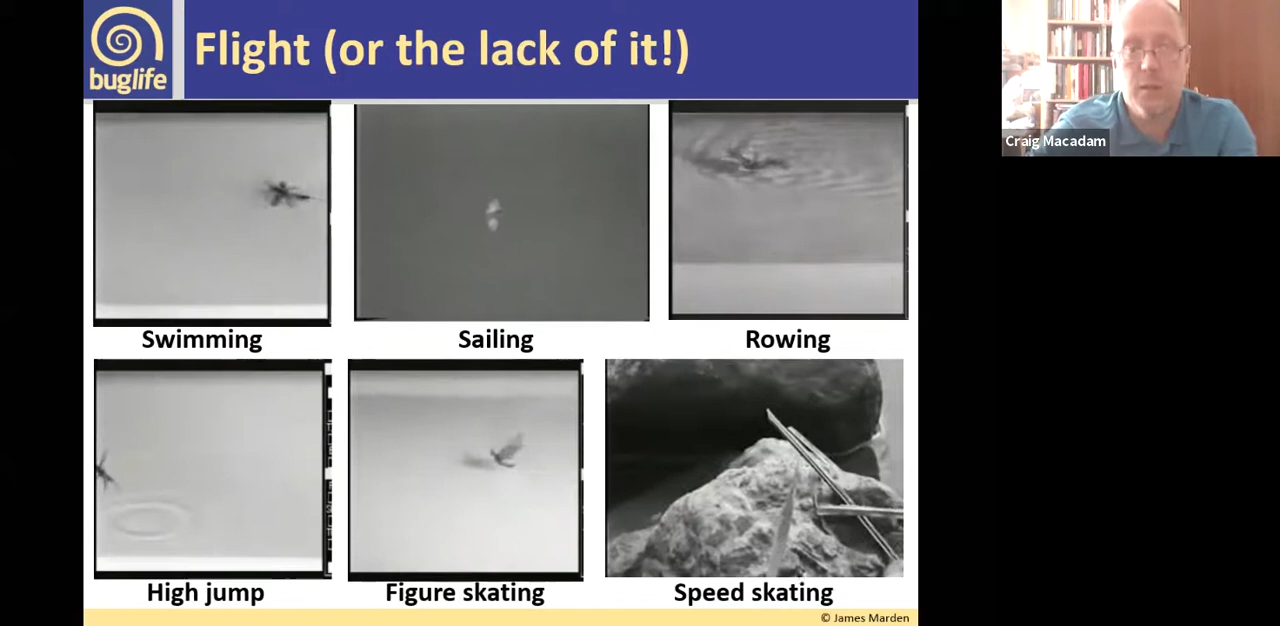 buglife
Flight (or the lack of it!)
Craig Macadam
Swimming
Sailing
Rowing
High jump
Figure skating
Speed skating
© James Marden